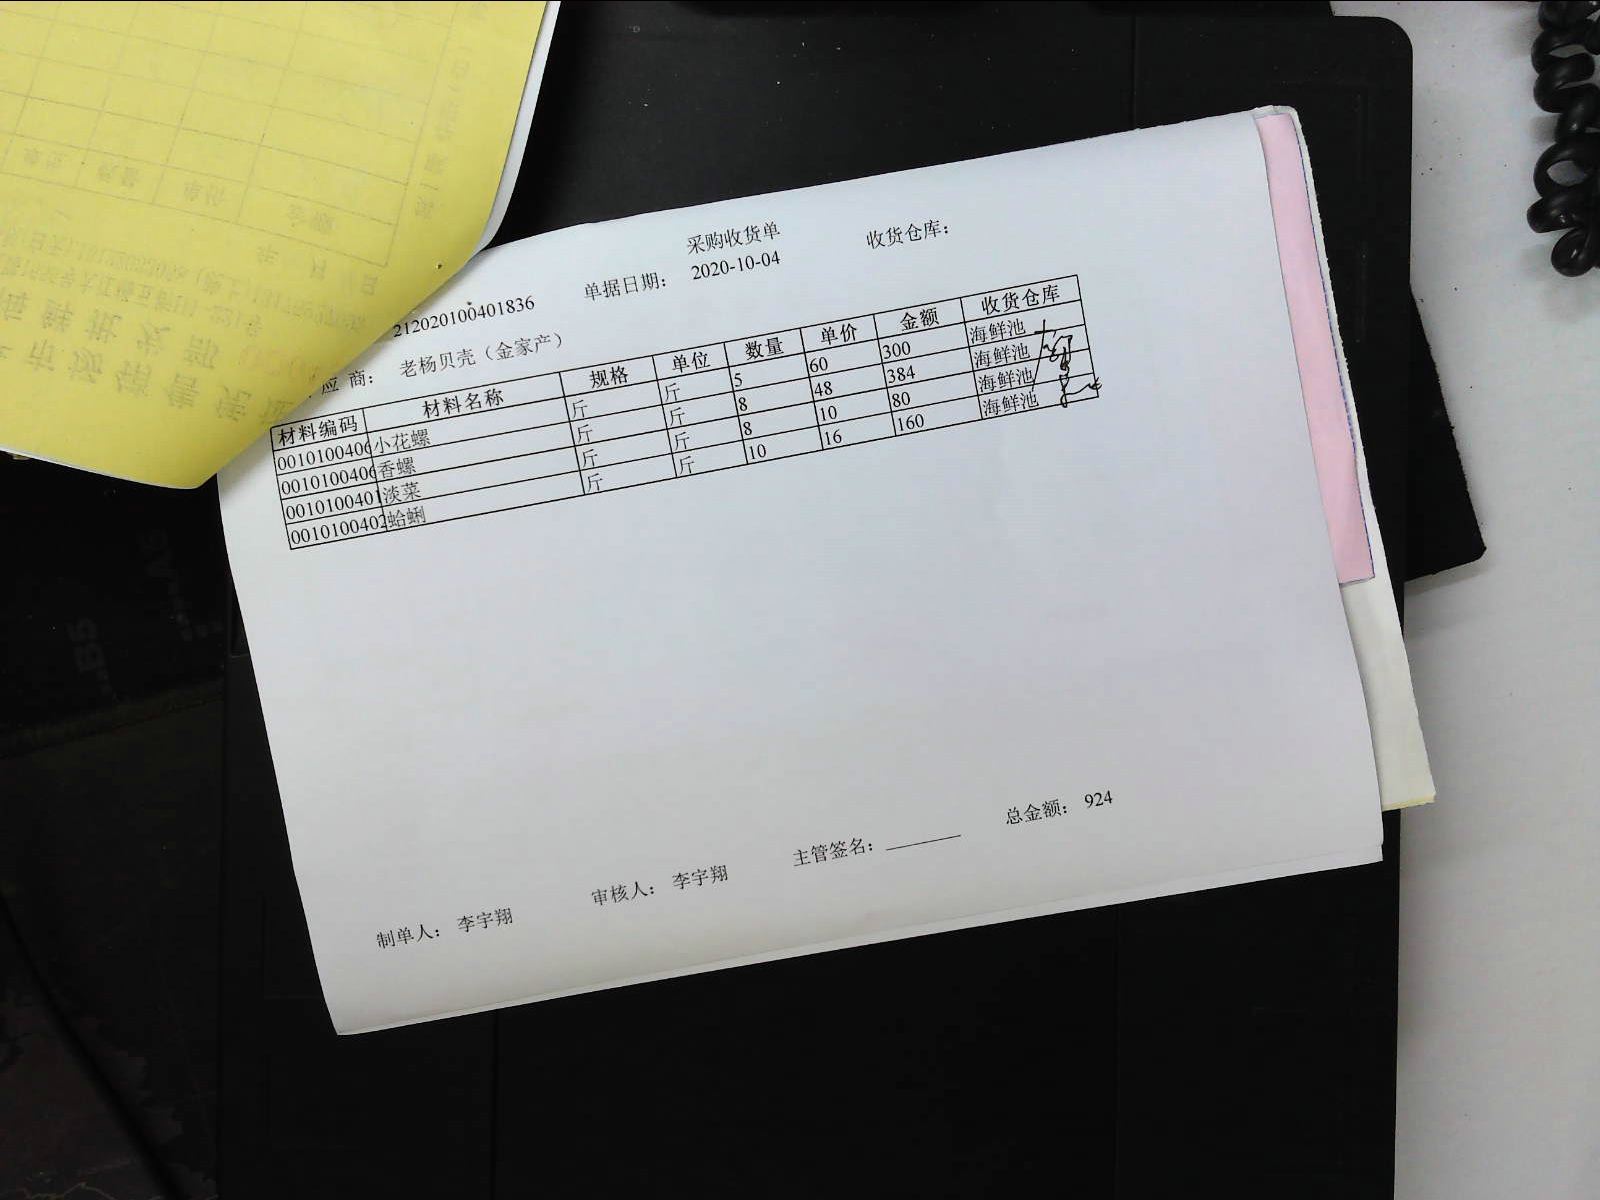 采购收货单
收货仓库：
212020100401836 单据日期： 2020-10-04
应 商： 老杨贝壳（金家产）
材料编码 材料名称 规格 单位 数量 单价 金额 收货仓库
0010100406 小花螺 斤 斤 5 60 300 海鲜池
0010100406 香螺 斤 斤 8 48 384 海鲜池
0010100401 淡菜 斤 斤 8 10 80 海鲜池
0010100402 蛤蜊 斤 斤 10 16 160 海鲜池
制单人： 李宇翔 审核人： 李宇翔 主管签名： 总金额： 924